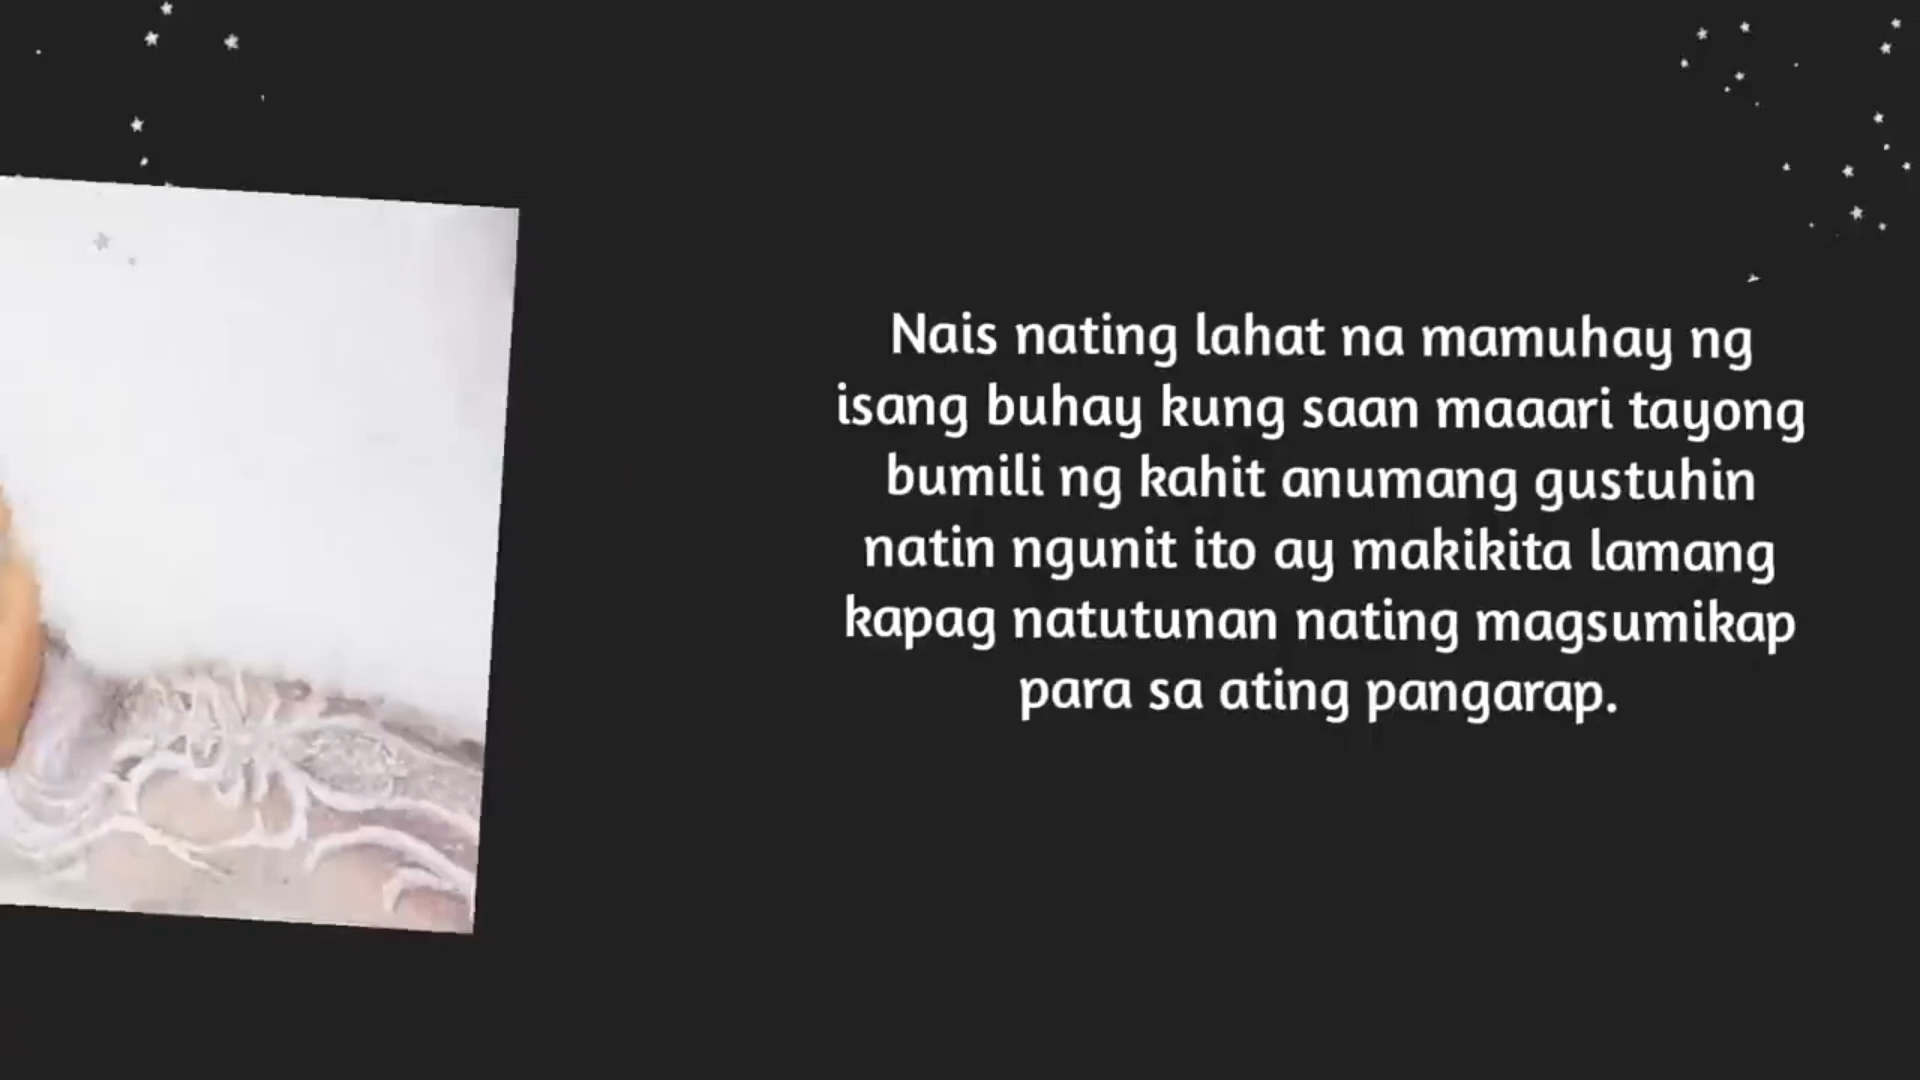 Nais nating lahat na mamuhay ng
isang buhay kung saan maaari tayong
bumili ng kahit anumang gustuhin
natin ngunit ito ay makikita lamang
kapag natutunan nating magsumikap
para sa ating pangarap.